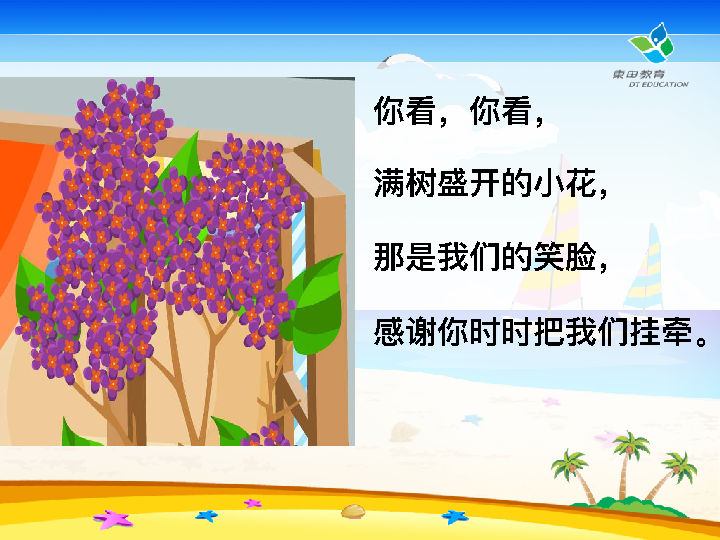 東田教育
DT EDUCATION
你看，你看，
满树盛开的小花，
那是我们的笑脸，
感谢你时时把我们挂牵。